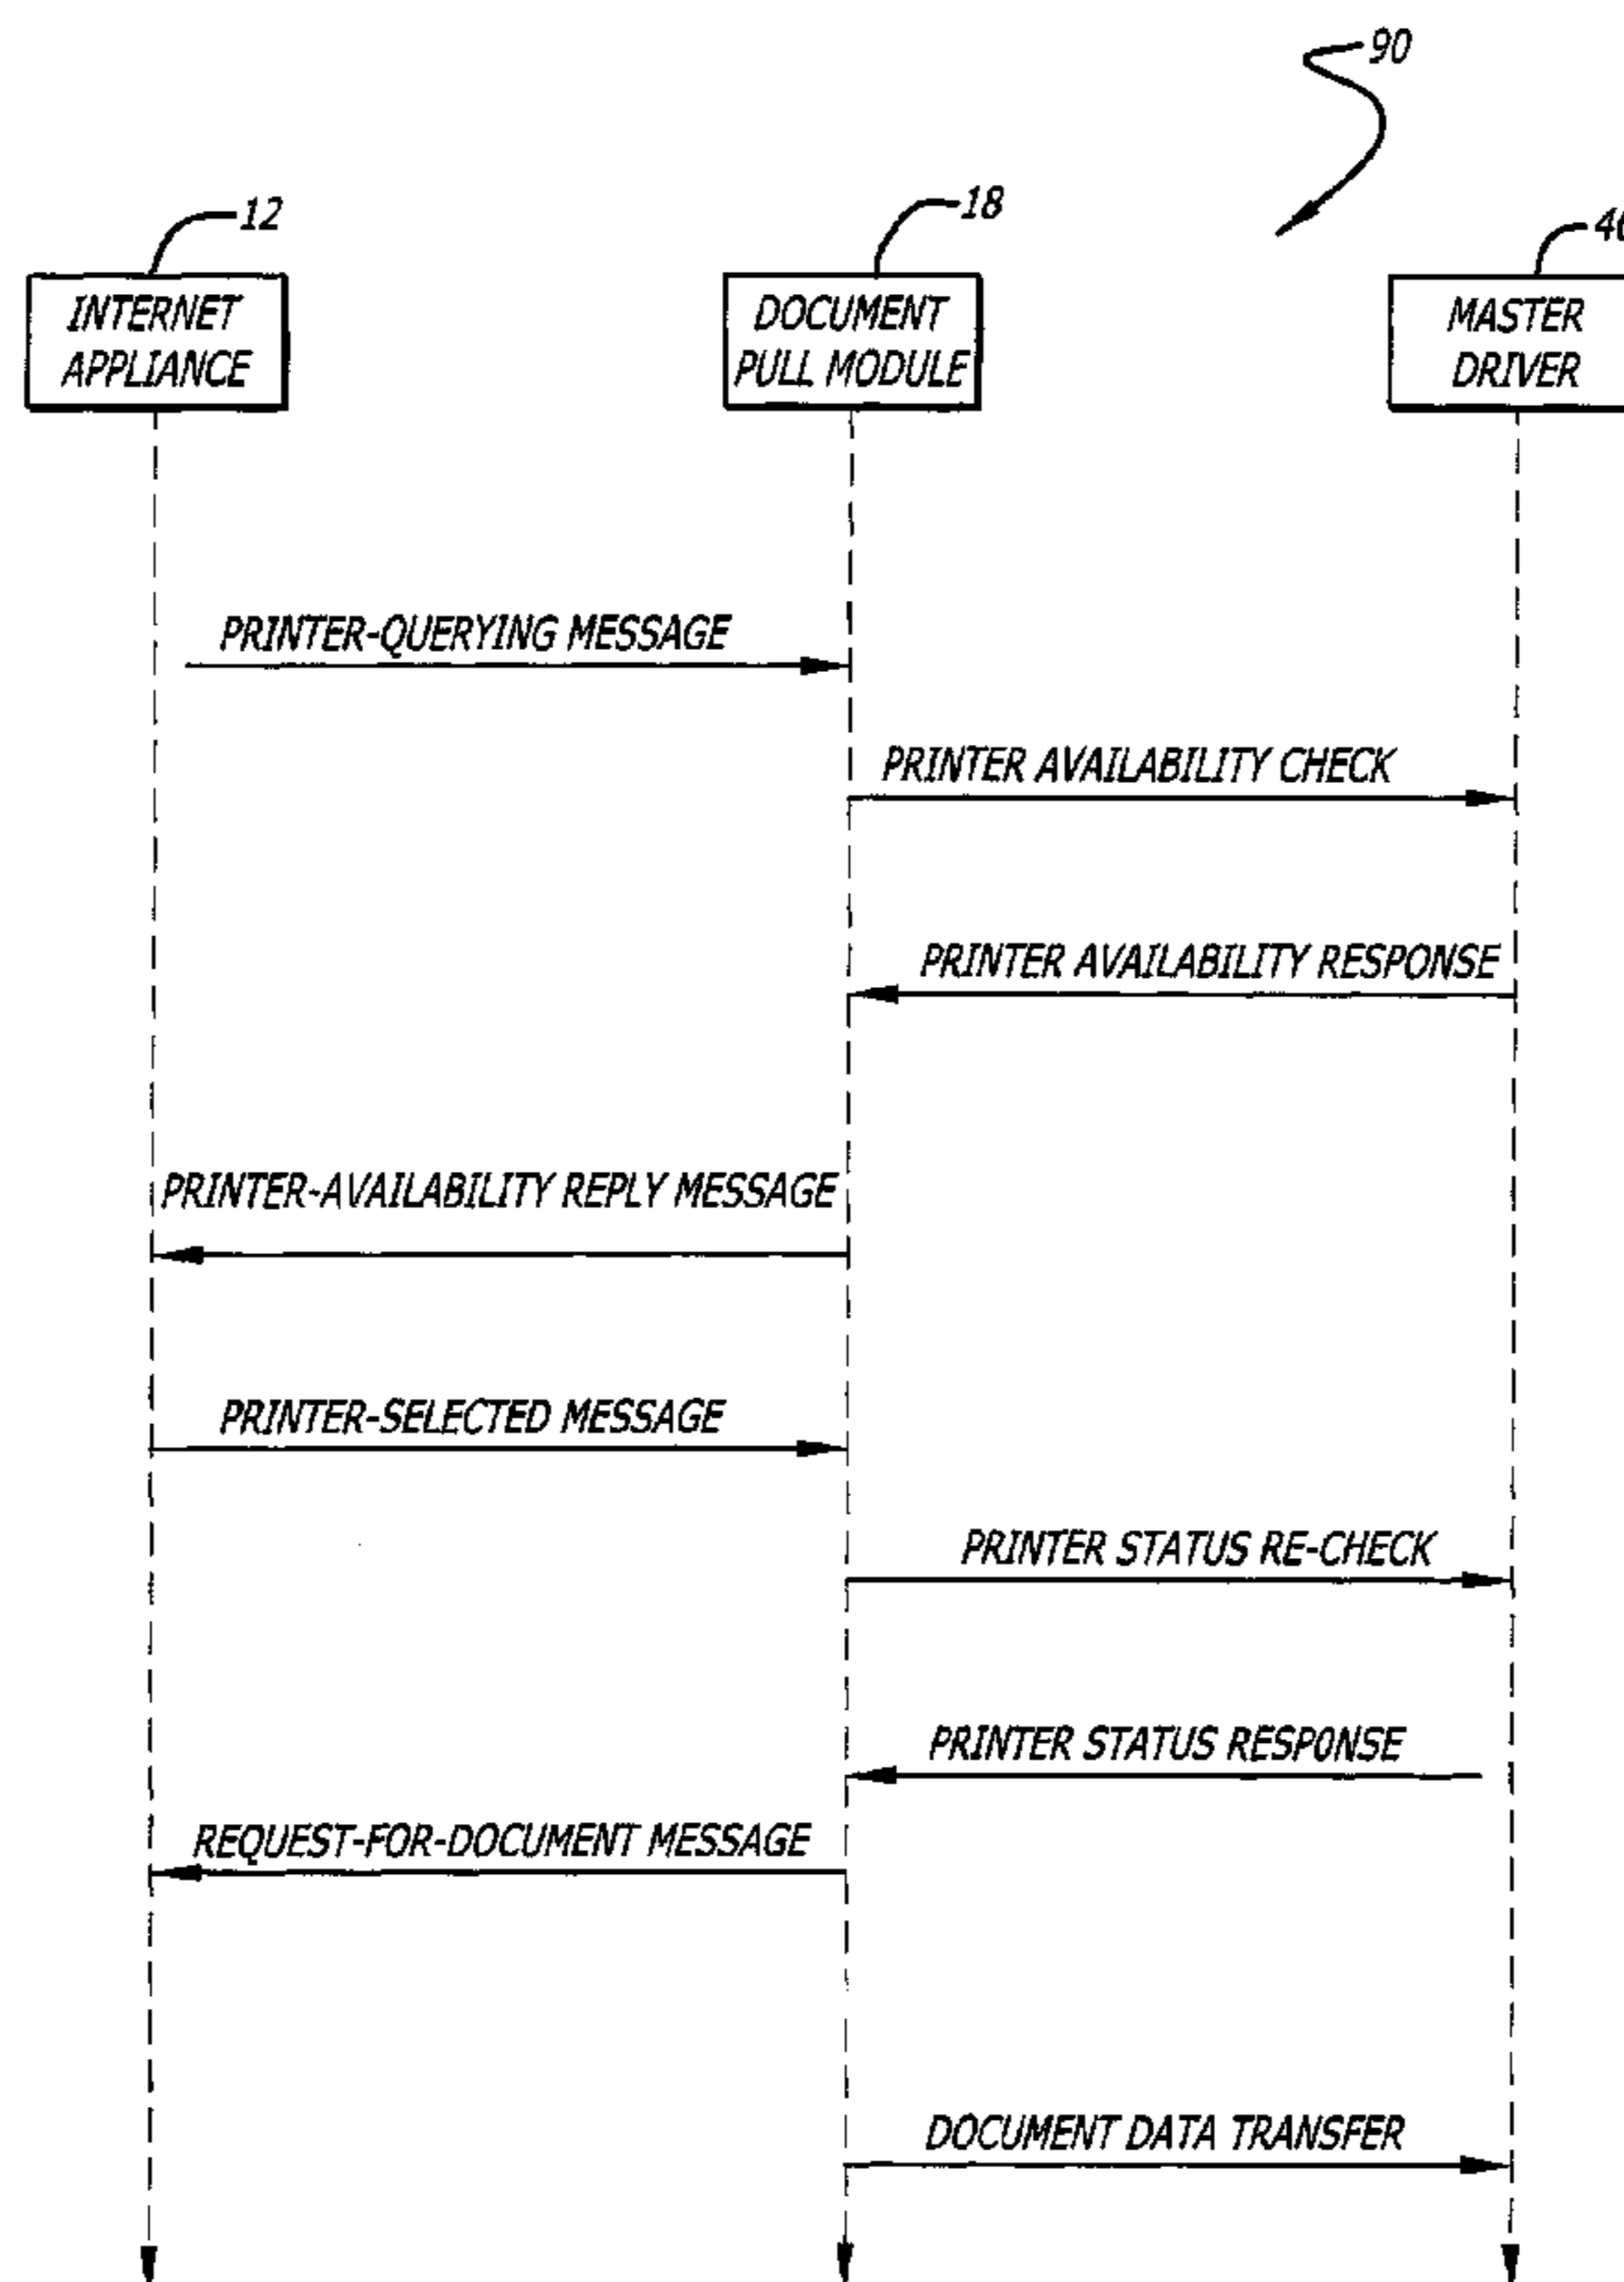 90
12
18
INTERNET
APPLIANCE
DOCUMENT
PULL MODULE
MASTER
DRIVER
PRINTER-QUERYING MESSAGE
PRINTER AVAILABILITY CHECK
PRINTER AVAILABILITY RESPONSE
PRINTER-AVAILABILITY REPLY MESSAGE
PRINTER-SELECTED MESSAGE
PRINTER STATUS RE-CHECK
PRINTER STATUS RESPONSE
REQUEST-FOR-DOCUMENT MESSAGE
DOCUMENT DATA TRANSFER